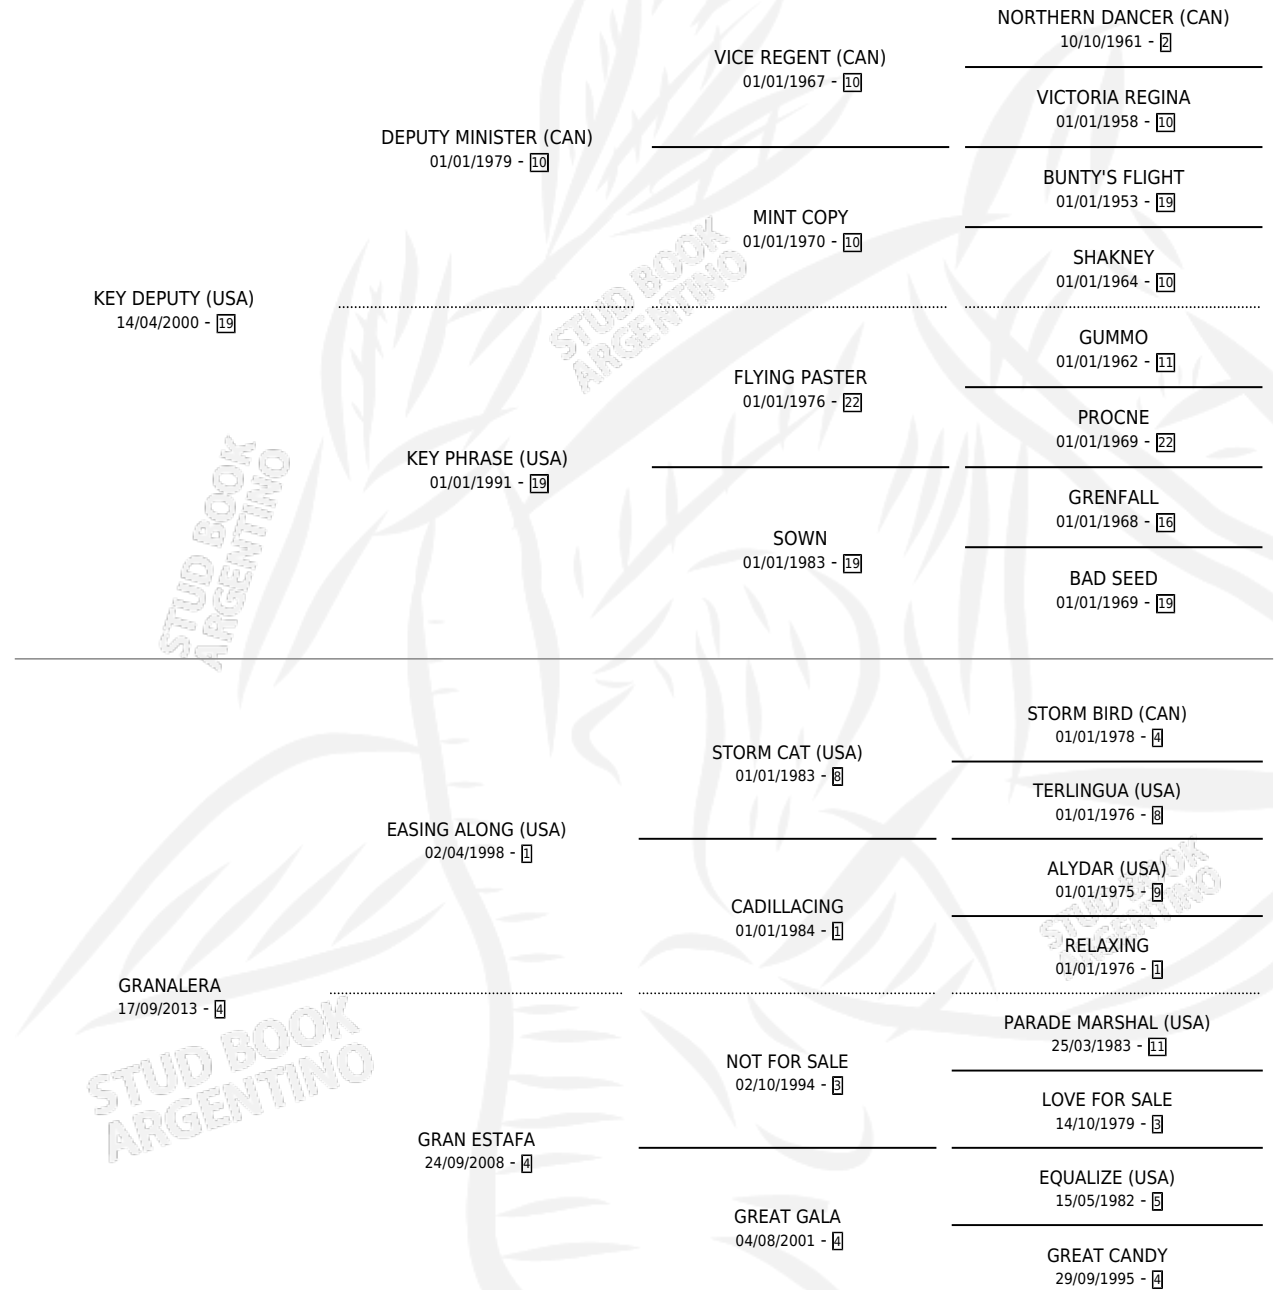 NORTHERN DANCER (CAN)
10/10/1961 - 2
VICE REGENT (CAN)
01/01/1967 - 10
VICTORIA REGINA
01/01/1958 - 10
DEPUTY MINISTER (CAN)
01/01/1979 - 10
BUNTY'S FLIGHT
01/01/1953 - 19
MINT COPY
01/01/1970 - 10
SHAKNEY
01/01/1964 - 10
KEY DEPUTY (USA)
14/04/2000 - 19
GUMMO
01/01/1962 - 11
FLYING PASTER
01/01/1976 - 22
PROCNE
01/01/1969 - 22
KEY PHRASE (USA)
01/01/1991 - 19
GRENFALL
01/01/1968 - 16
SOWN
01/01/1983 - 19
BAD SEED
01/01/1969 - 19
STUD BOOK
ARGENTINO
STUD BOOK
ARGENTINO
STORM BIRD (CAN)
01/01/1978 - 4
STORM CAT (USA)
01/01/1983 - 8
TERLINGUA (USA)
01/01/1976 - 8
EASING ALONG (USA)
02/04/1998 - 1
ALYDAR (USA)
01/01/1975 - 9
CADILLACING
01/01/1984 - 1
RELAXING
01/01/1976 - 1
STUD BOOK
ARGENTINO
GRANALERA
17/09/2013 - 4
PARADE MARSHAL (USA)
25/03/1983 - 11
NOT FOR SALE
02/10/1994 - 3
LOVE FOR SALE
14/10/1979 - 3
GRAN ESTAFA
24/09/2008 - 4
EQUALIZE (USA)
15/05/1982 - 5
GREAT GALA
04/08/2001 - 4
GREAT CANDY
29/09/1995 - 4
STUD BOOK
ARGENTINO